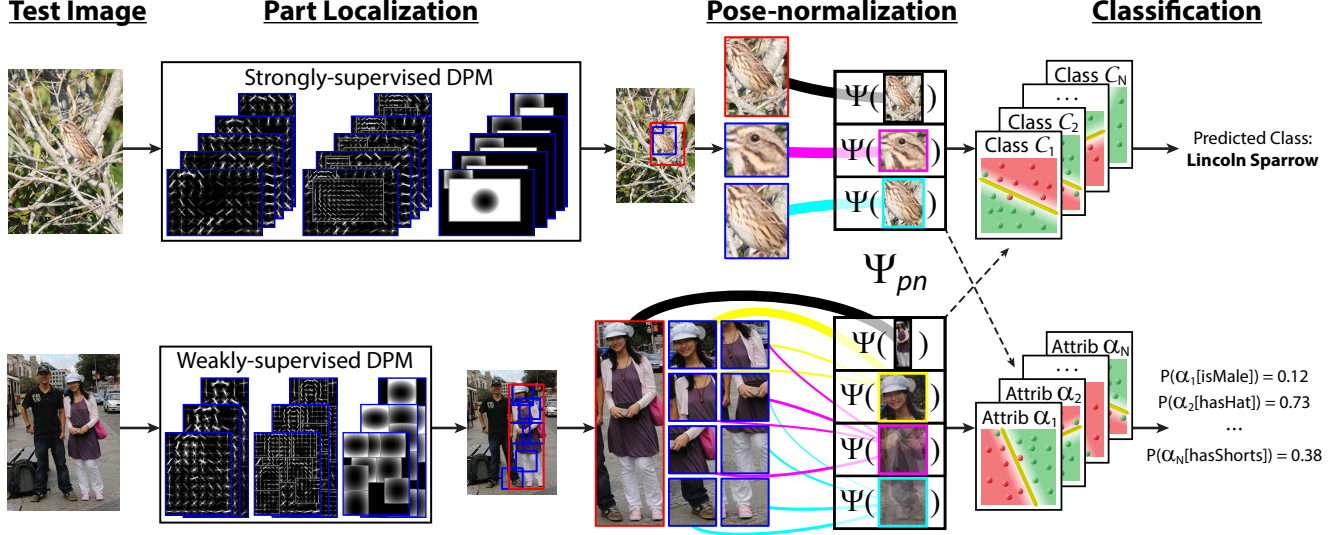 Test Image
Part Localization
Pose-normalization
Classification
Strongly-supervised DPM
Ψ( )
Ψ( )
Ψ( )
Class C_N
...
Class C_2
Class C_1
Predicted Class:
Lincoln Sparrow
Ψ_pn
Weakly-supervised DPM
Ψ( )
Ψ( )
Ψ( )
Ψ( )
Attrib α_N
...
Attrib α_2
Attrib α_1
P(α_1[isMale]) = 0.12
P(α_2[hasHat]) = 0.73
...
P(α_N[hasShorts]) = 0.38